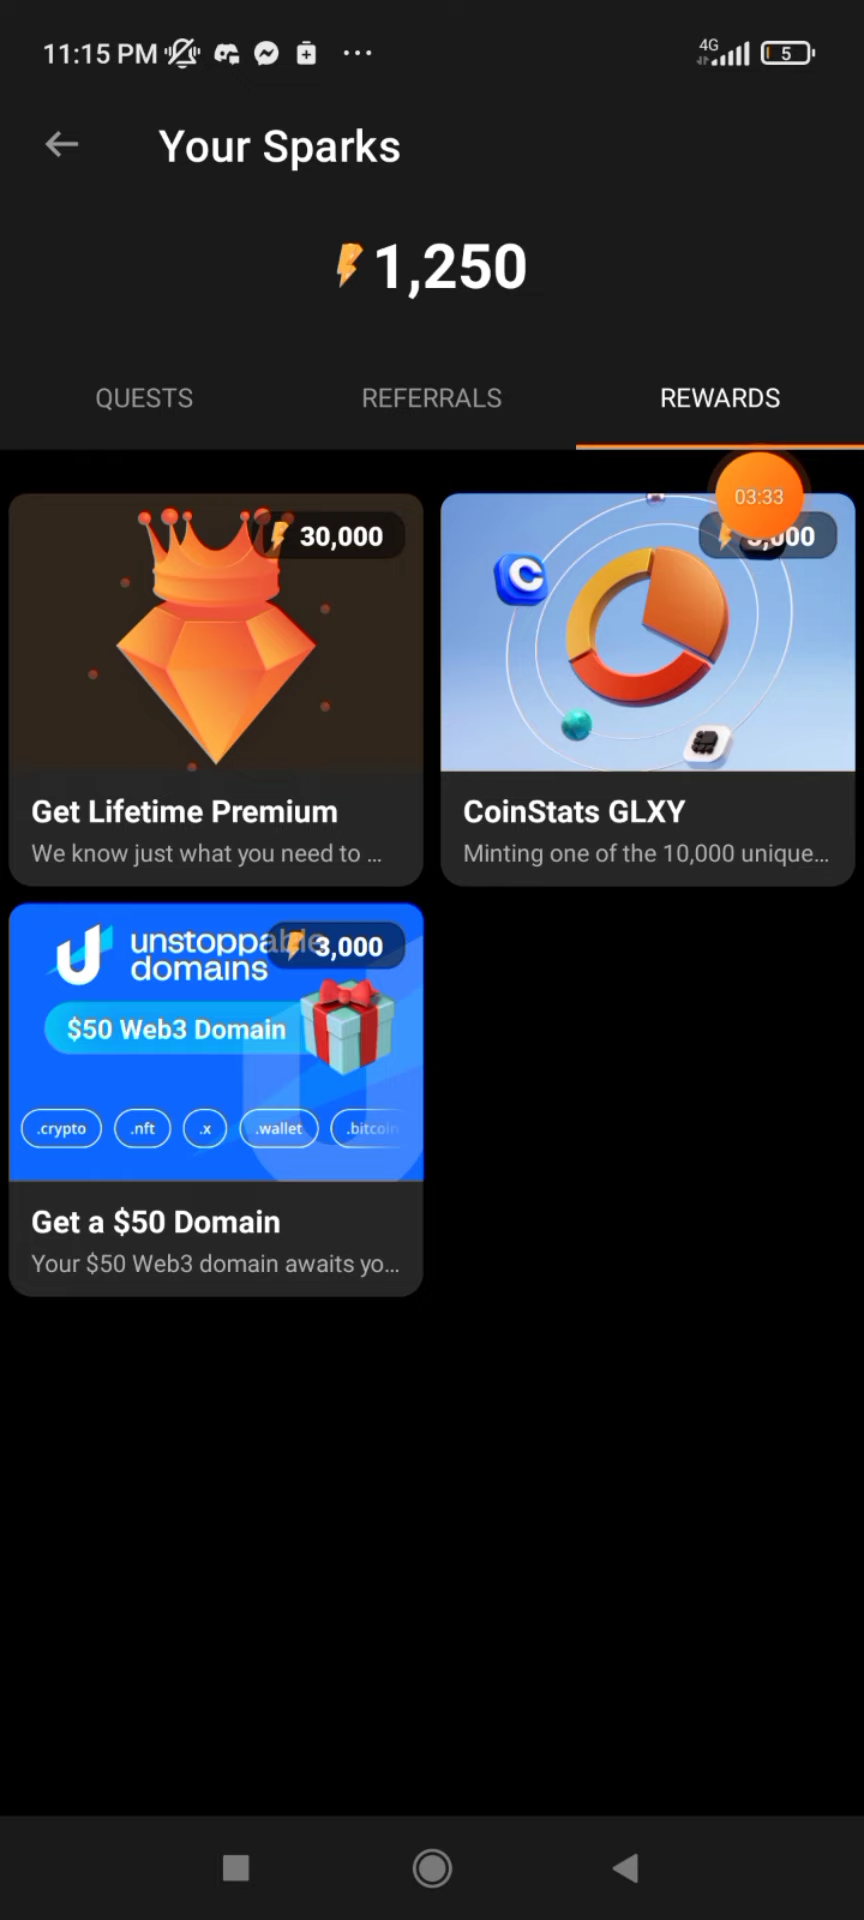 11:15 PM
4G
5
Your Sparks
1,250
QUESTS
REFERRALS
REWARDS
03:33
30,000
Get Lifetime Premium
We know just what you need to ...
CoinStats GLXY
Minting one of the 10,000 unique...
unstoppable
domains
3,000
$50 Web3 Domain
.crypto
.nft
.x
.wallet
.bitcoin
Get a $50 Domain
Your $50 Web3 domain awaits yo...